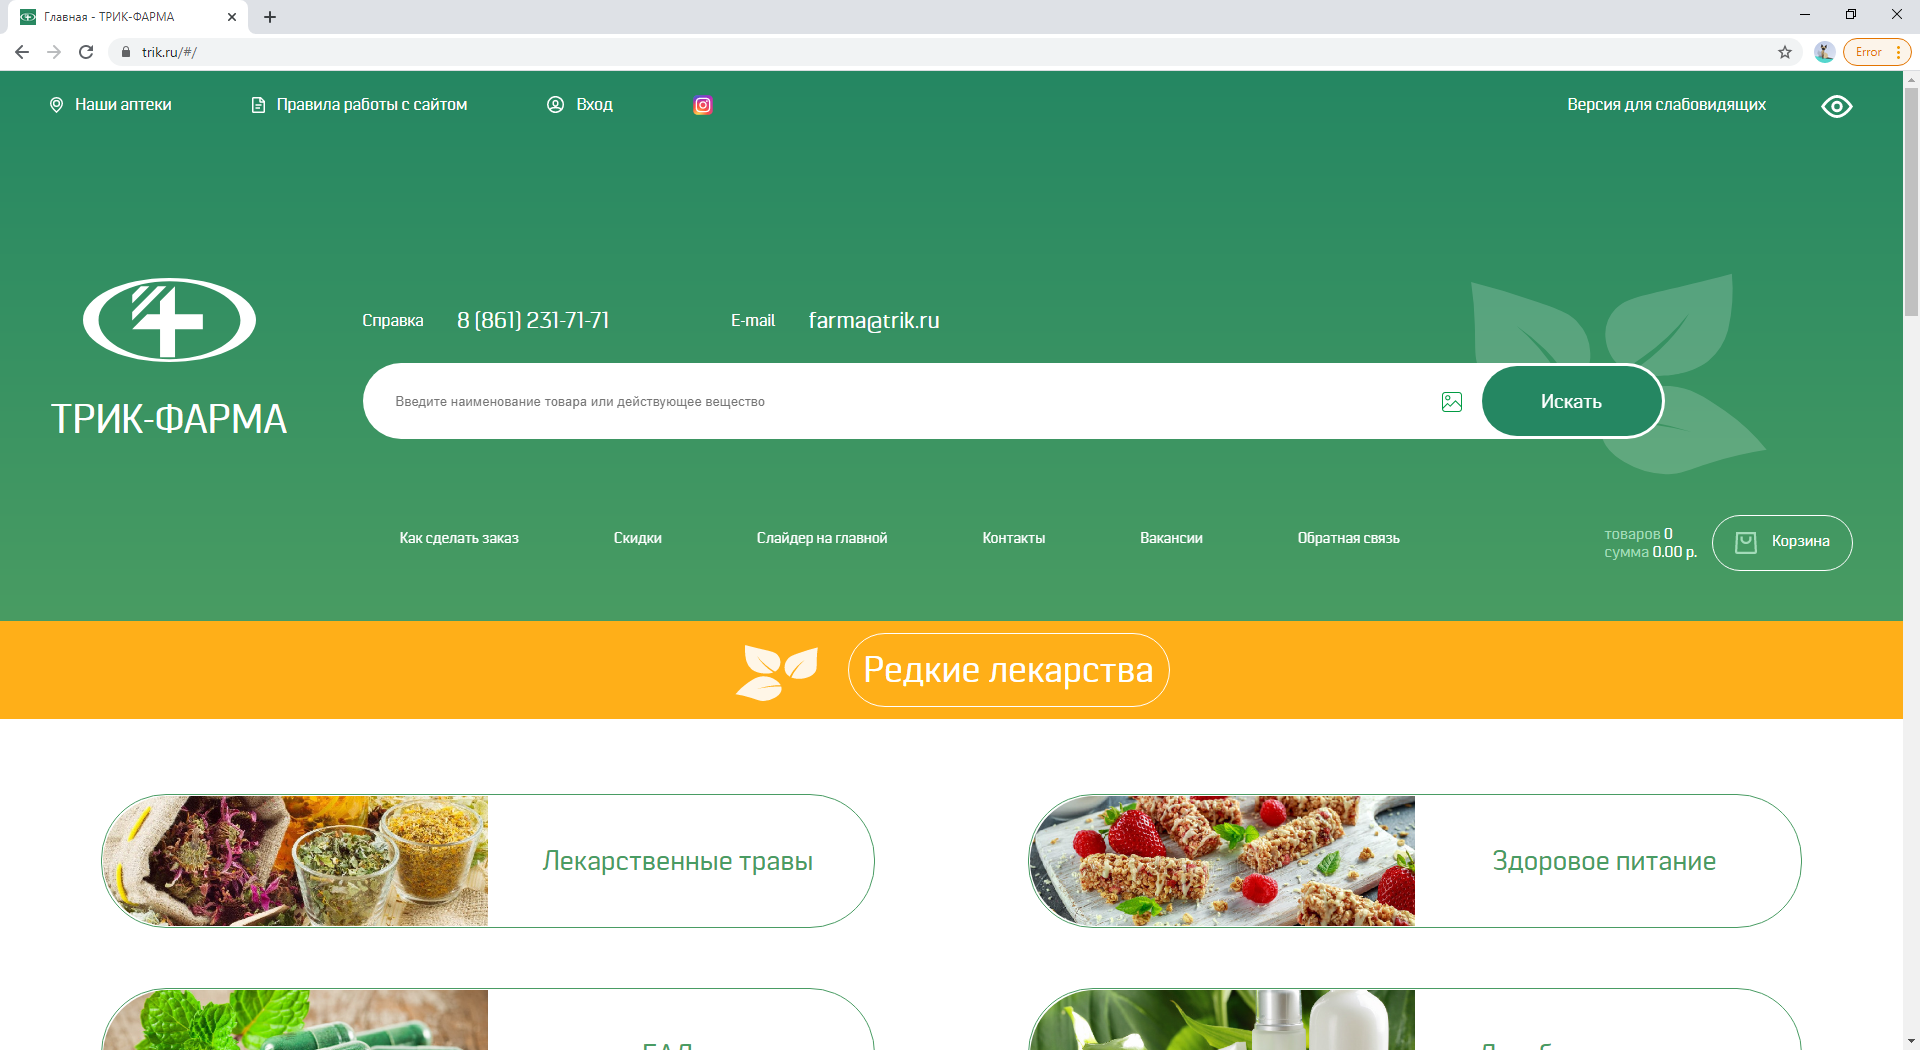 Главная - ТРИК-ФАРМА
trik.ru/#/
Error
Наши аптеки
Правила работы с сайтом
Вход
Версия для слабовидящих
ТРИК-ФАРМА
Справка
8 (861) 231-71-71
E-mail
farma@trik.ru
Введите наименование товара или действующее вещество
Искать
Как сделать заказ
Скидки
Слайдер на главной
Контакты
Вакансии
Обратная связь
товаров 0
сумма 0.00 р.
Корзина
Редкие лекарства
Лекарственные травы
Здоровое питание
БАД